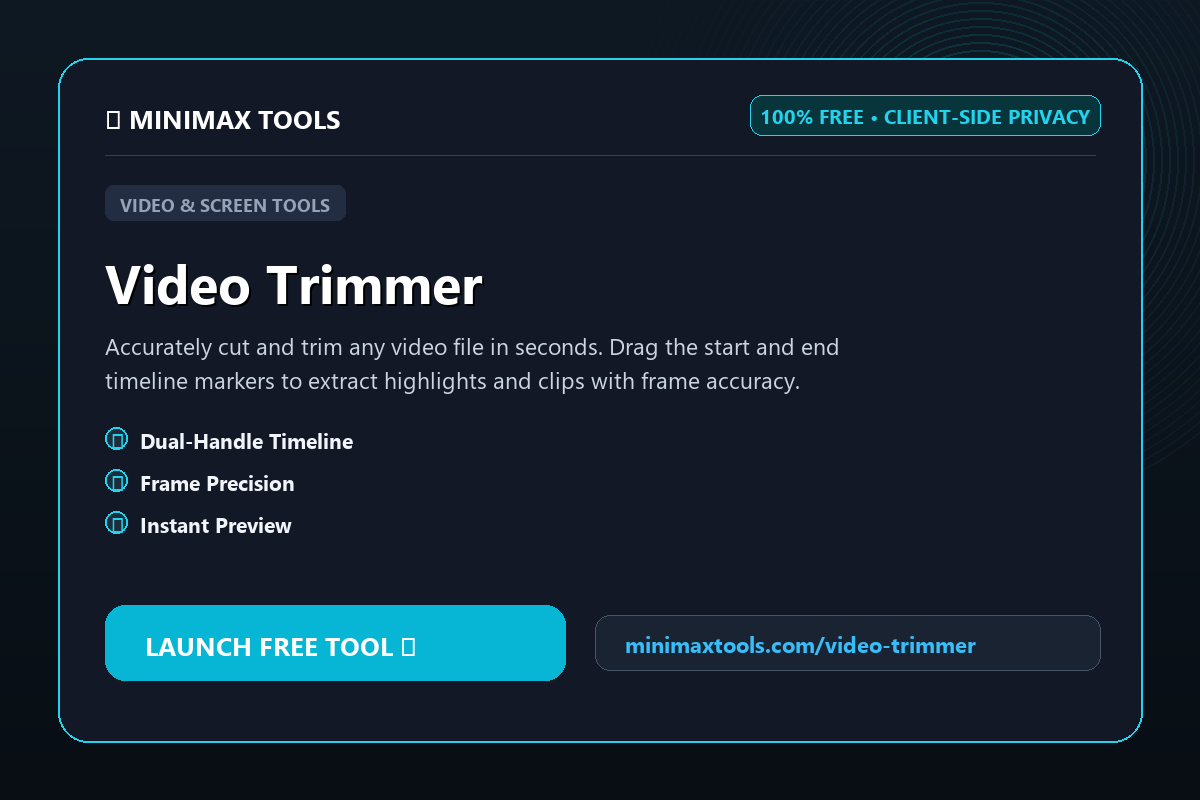 MINIMAX TOOLS
100% FREE • CLIENT-SIDE PRIVACY
VIDEO & SCREEN TOOLS
Video Trimmer
Accurately cut and trim any video file in seconds. Drag the start and end
timeline markers to extract highlights and clips with frame accuracy.
Dual-Handle Timeline
Frame Precision
Instant Preview
LAUNCH FREE TOOL
minimaxtools.com/video-trimmer